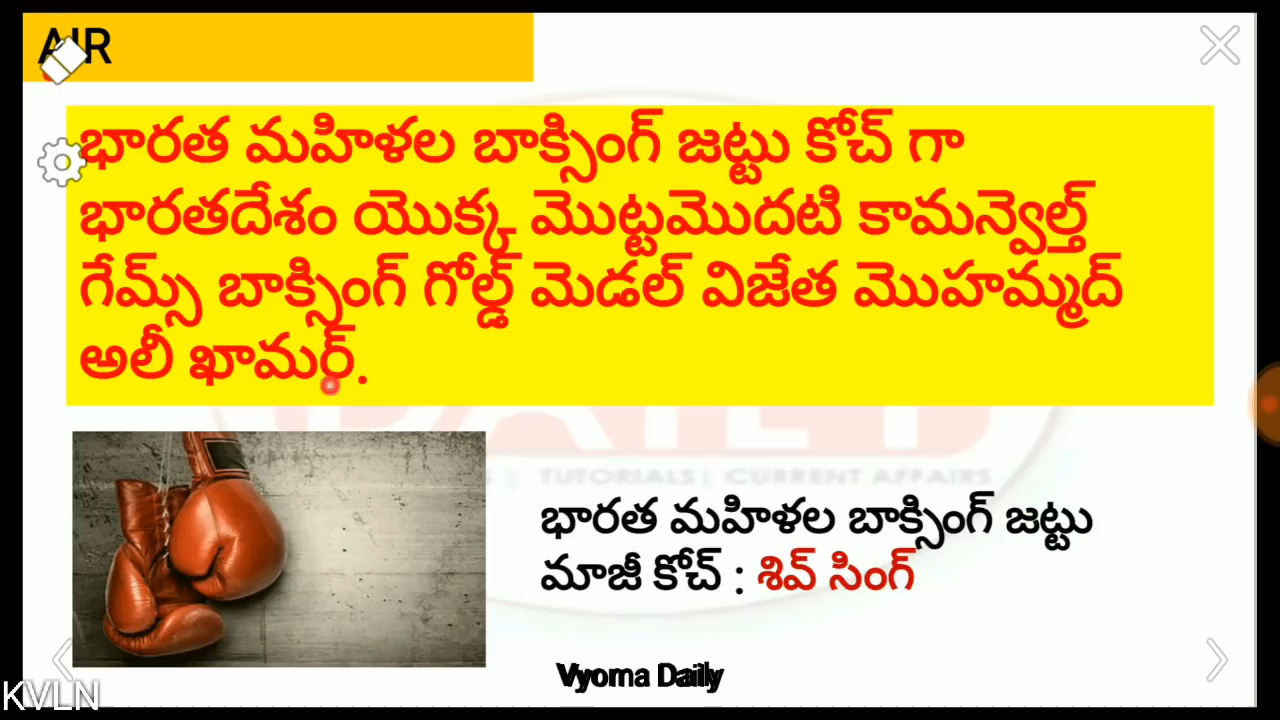 AIR
భారత మహిళల బాక్సింగ్ జట్టు కోచ్ గా
భారతదేశం యొక్క మొట్టమొదటి కామన్వెల్త్
గేమ్స్ బాక్సింగ్ గోల్డ్ మెడల్ విజేత మొహమ్మద్
అలీ ఖామర్.
TUTORIALS | CURRENT AFFAIRS
భారత మహిళల బాక్సింగ్ జట్టు
మాజీ కోచ్ : శివ్ సింగ్
Vyoma Daily
KVLN